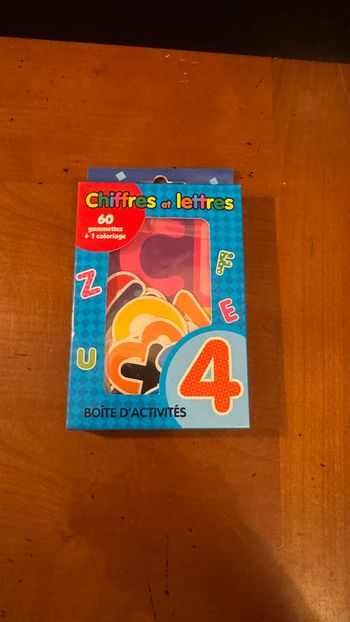 Chiffres et lettres
60
gommettes
+ 1 coloriage
Z
E
U
4
BOÎTE D'ACTIVITÉS